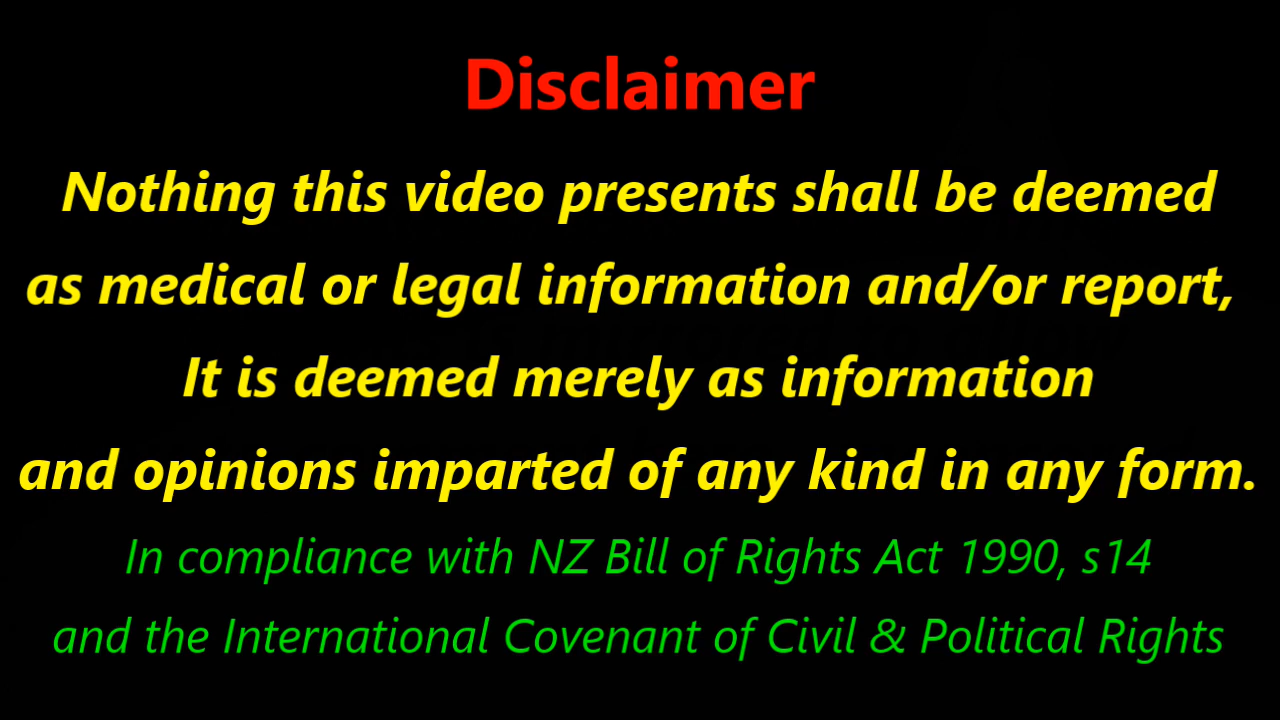 Disclaimer
Nothing this video presents shall be deemed
as medical or legal information and/or report,
It is deemed merely as information
and opinions imparted of any kind in any form.
In compliance with NZ Bill of Rights Act 1990, s14
and the International Covenant of Civil & Political Rights